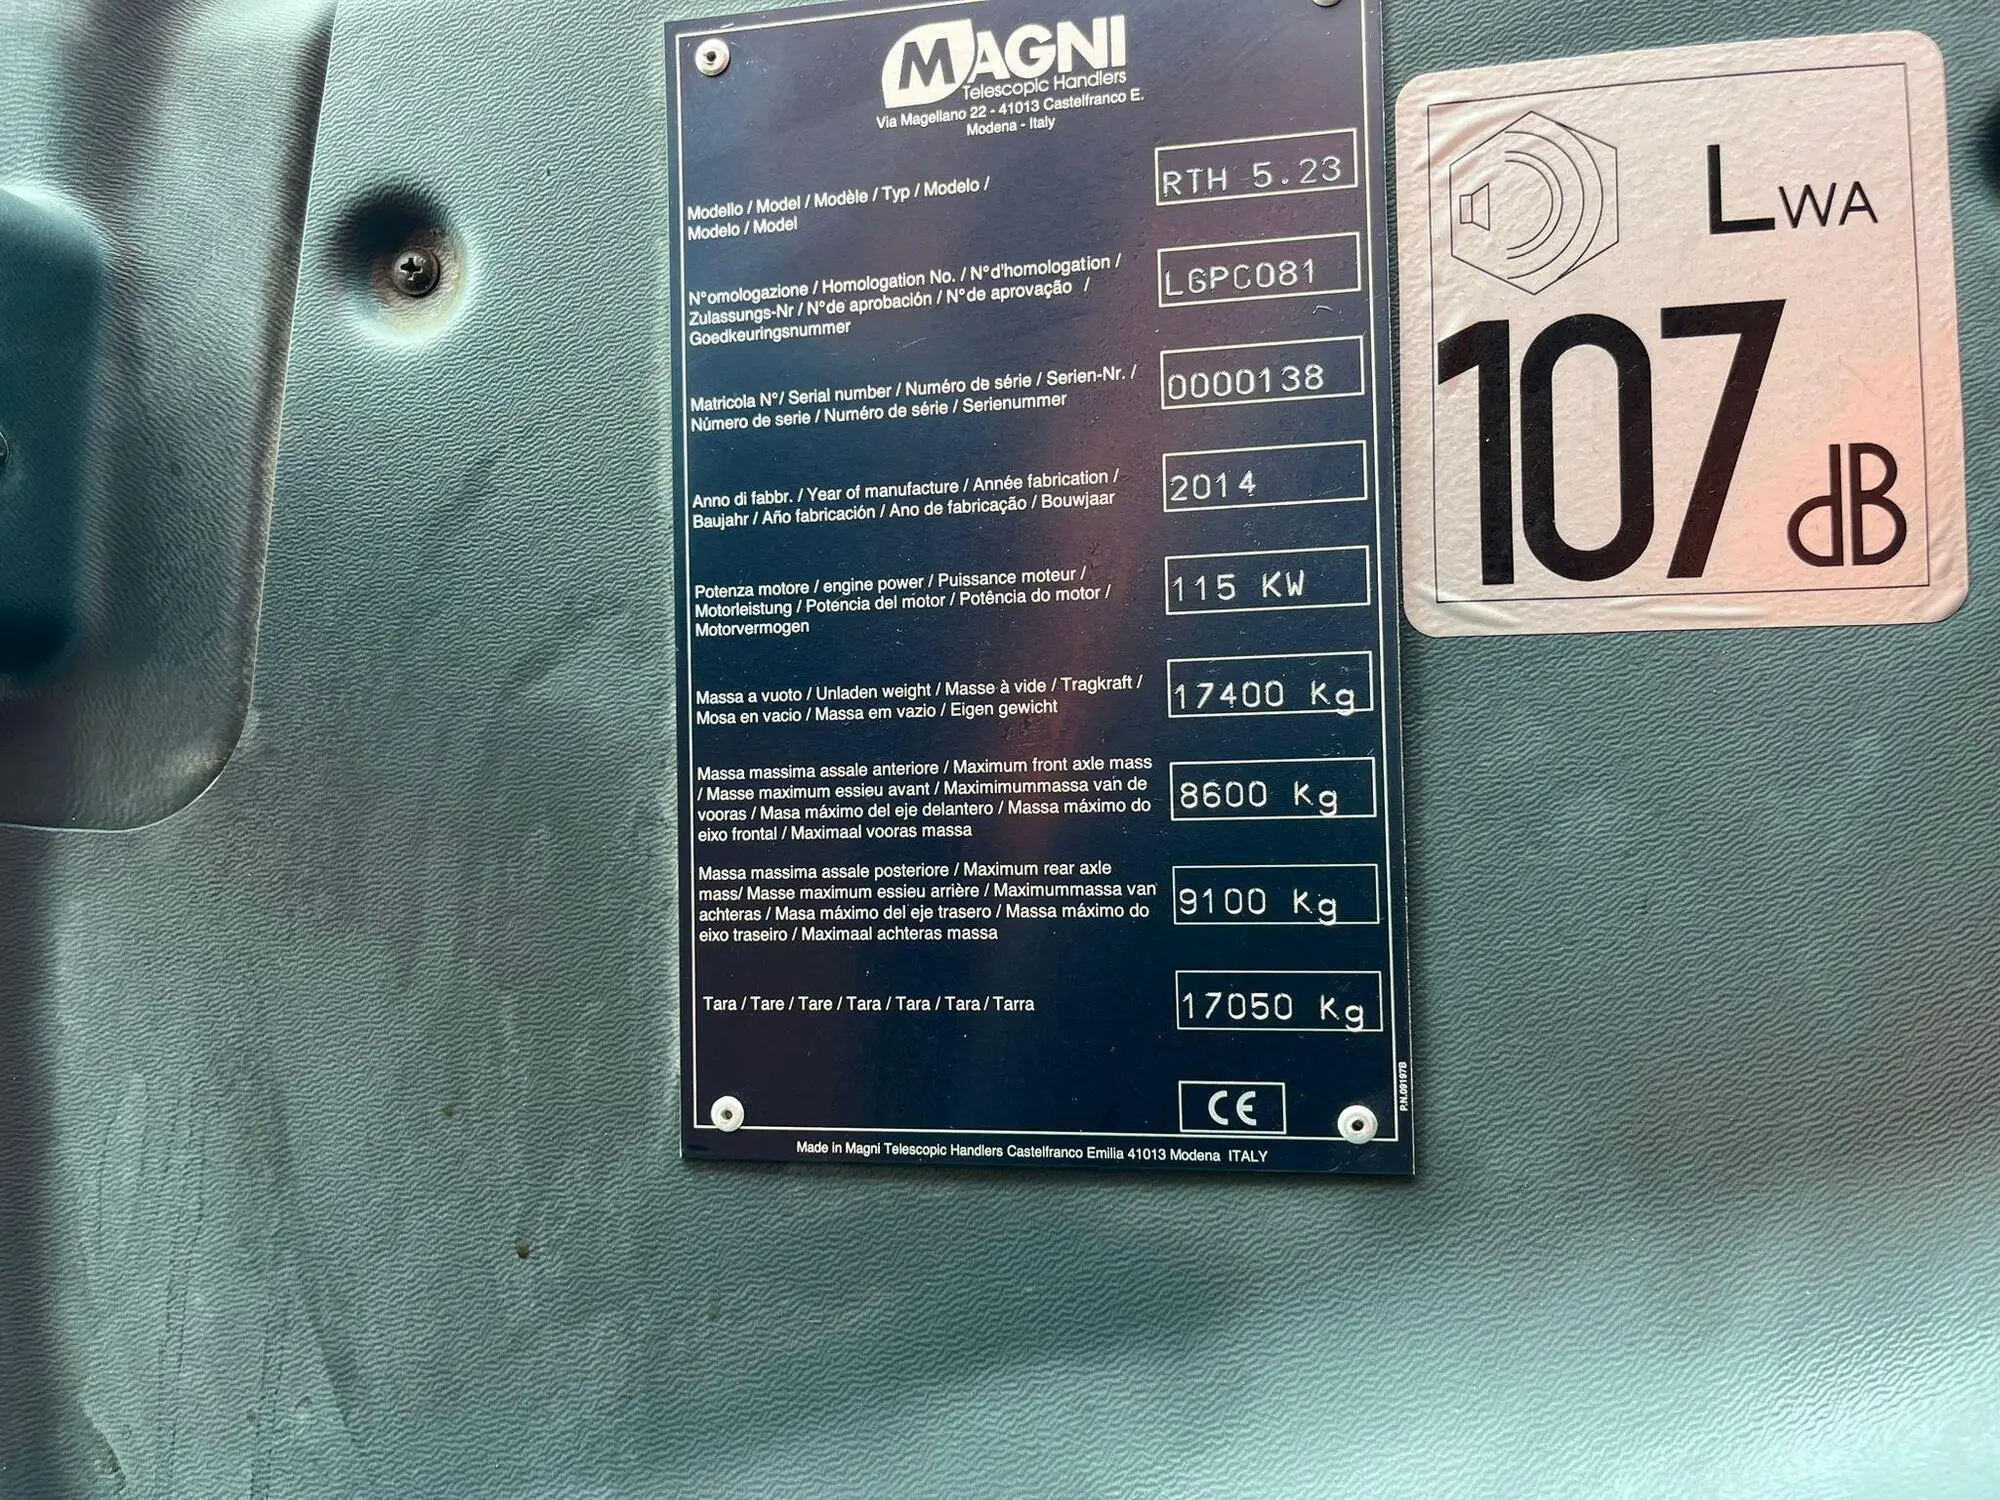 MAGNI
Telescopic Handlers
Via Magellano 22 - 41013 Castelfranco E.
Modena - Italy
Modello / Model / Modèle / Typ / Modelo /
Modelo / Model
RTH 5.23
N°omologazione / Homologation No. / N°d'homologation /
Zulassungs-Nr / N°de aprobación / N°de aprovação /
Goedkeuringsnummer
LGPC081
Matricola N°/ Serial number / Numéro de série / Serien-Nr. /
Número de serie / Numéro de série / Serienummer
0000138
Anno di fabbr. / Year of manufacture / Année fabrication /
Baujahr / Año fabricación / Ano de fabricação / Bouwjaar
2014
Potenza motore / engine power / Puissance moteur /
Motorleistung / Potencia del motor / Potência do motor /
Motorvermogen
115 KW
Massa a vuoto / Unladen weight / Masse à vide / Tragkraft /
Mosa en vacio / Massa em vazio / Eigen gewicht
17400 Kg
Massa massima assale anteriore / Maximum front axle mass
/ Masse maximum essieu avant / Maximimummassa van de
vooras / Masa máximo del eje delantero / Massa máximo do
eixo frontal / Maximaal vooras massa
8600 Kg
Massa massima assale posteriore / Maximum rear axle
mass/ Masse maximum essieu arrière / Maximummassa van
achteras / Masa máximo del eje trasero / Massa máximo do
eixo traseiro / Maximaal achteras massa
9100 Kg
Tara / Tare / Tare / Tara / Tara / Tara / Tarra
17050 Kg
CE
P.N.09197B
Made in Magni Telescopic Handlers Castelfranco Emilia 41013 Modena ITALY
LWA
107
dB